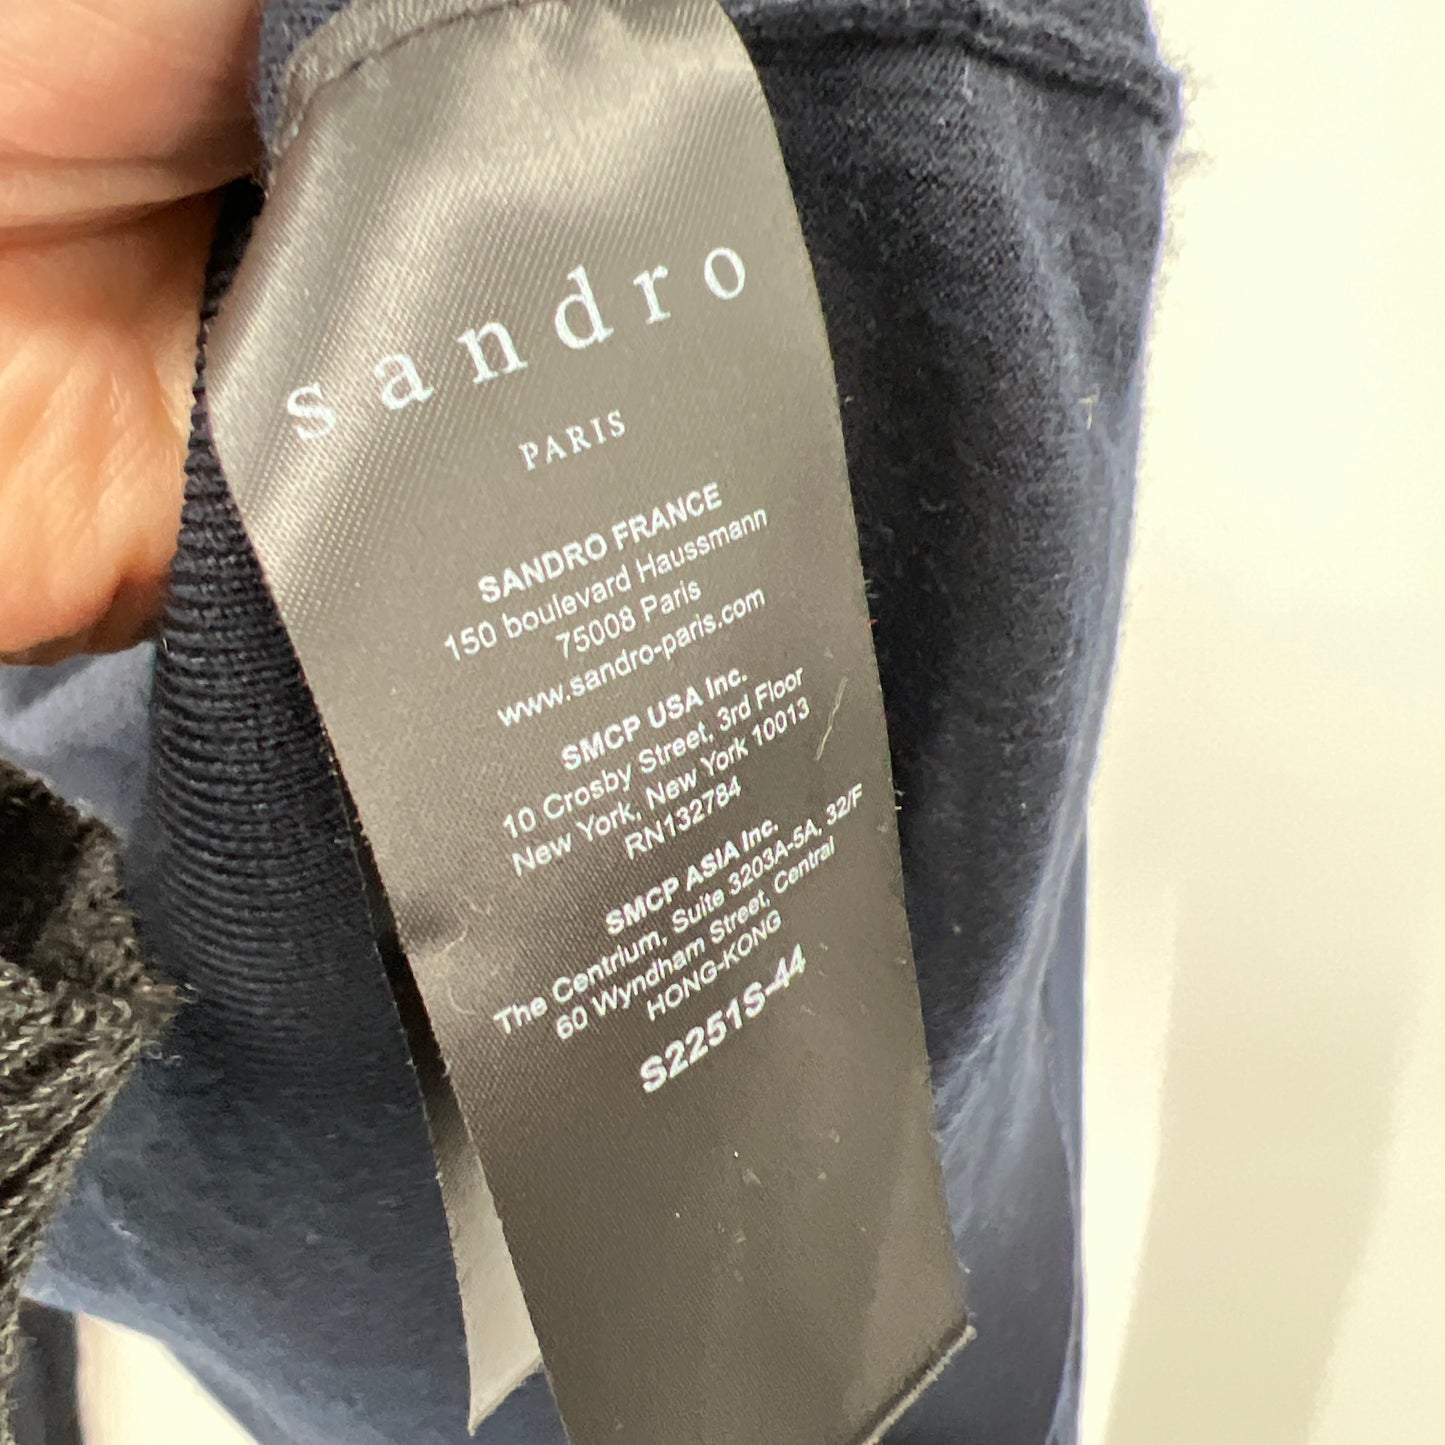 sandro
PARIS
SANDRO FRANCE
150 boulevard Haussmann
75008 Paris
www.sandro-paris.com
SMCP USA Inc.
10 Crosby Street, 3rd Floor
New York, New York 10013
RN132784
SMCP ASIA Inc.
The Centrium, Suite 3203A-5A, 32/F
60 Wyndham Street, Central
HONG-KONG
S2251S-44